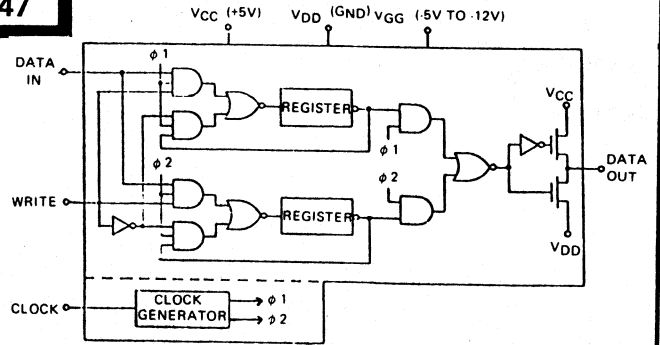 47
VCC (+5V) VDD (GND) VGG (-5V TO -12V)
DATA IN
φ 1
REGISTER
φ1
VCC
φ 2
φ 2
DATA OUT
WRITE
REGISTER
VDD
CLOCK
CLOCK GENERATOR
φ 1
φ 2